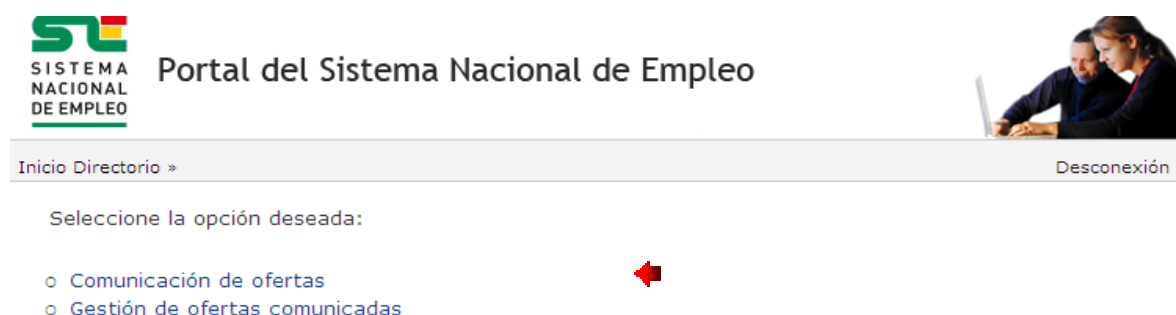 SISTEMA
NACIONAL
DE EMPLEO
Portal del Sistema Nacional de Empleo
Inicio Directorio »
Desconexión
Seleccione la opción deseada:
Comunicación de ofertas
Gestión de ofertas comunicadas